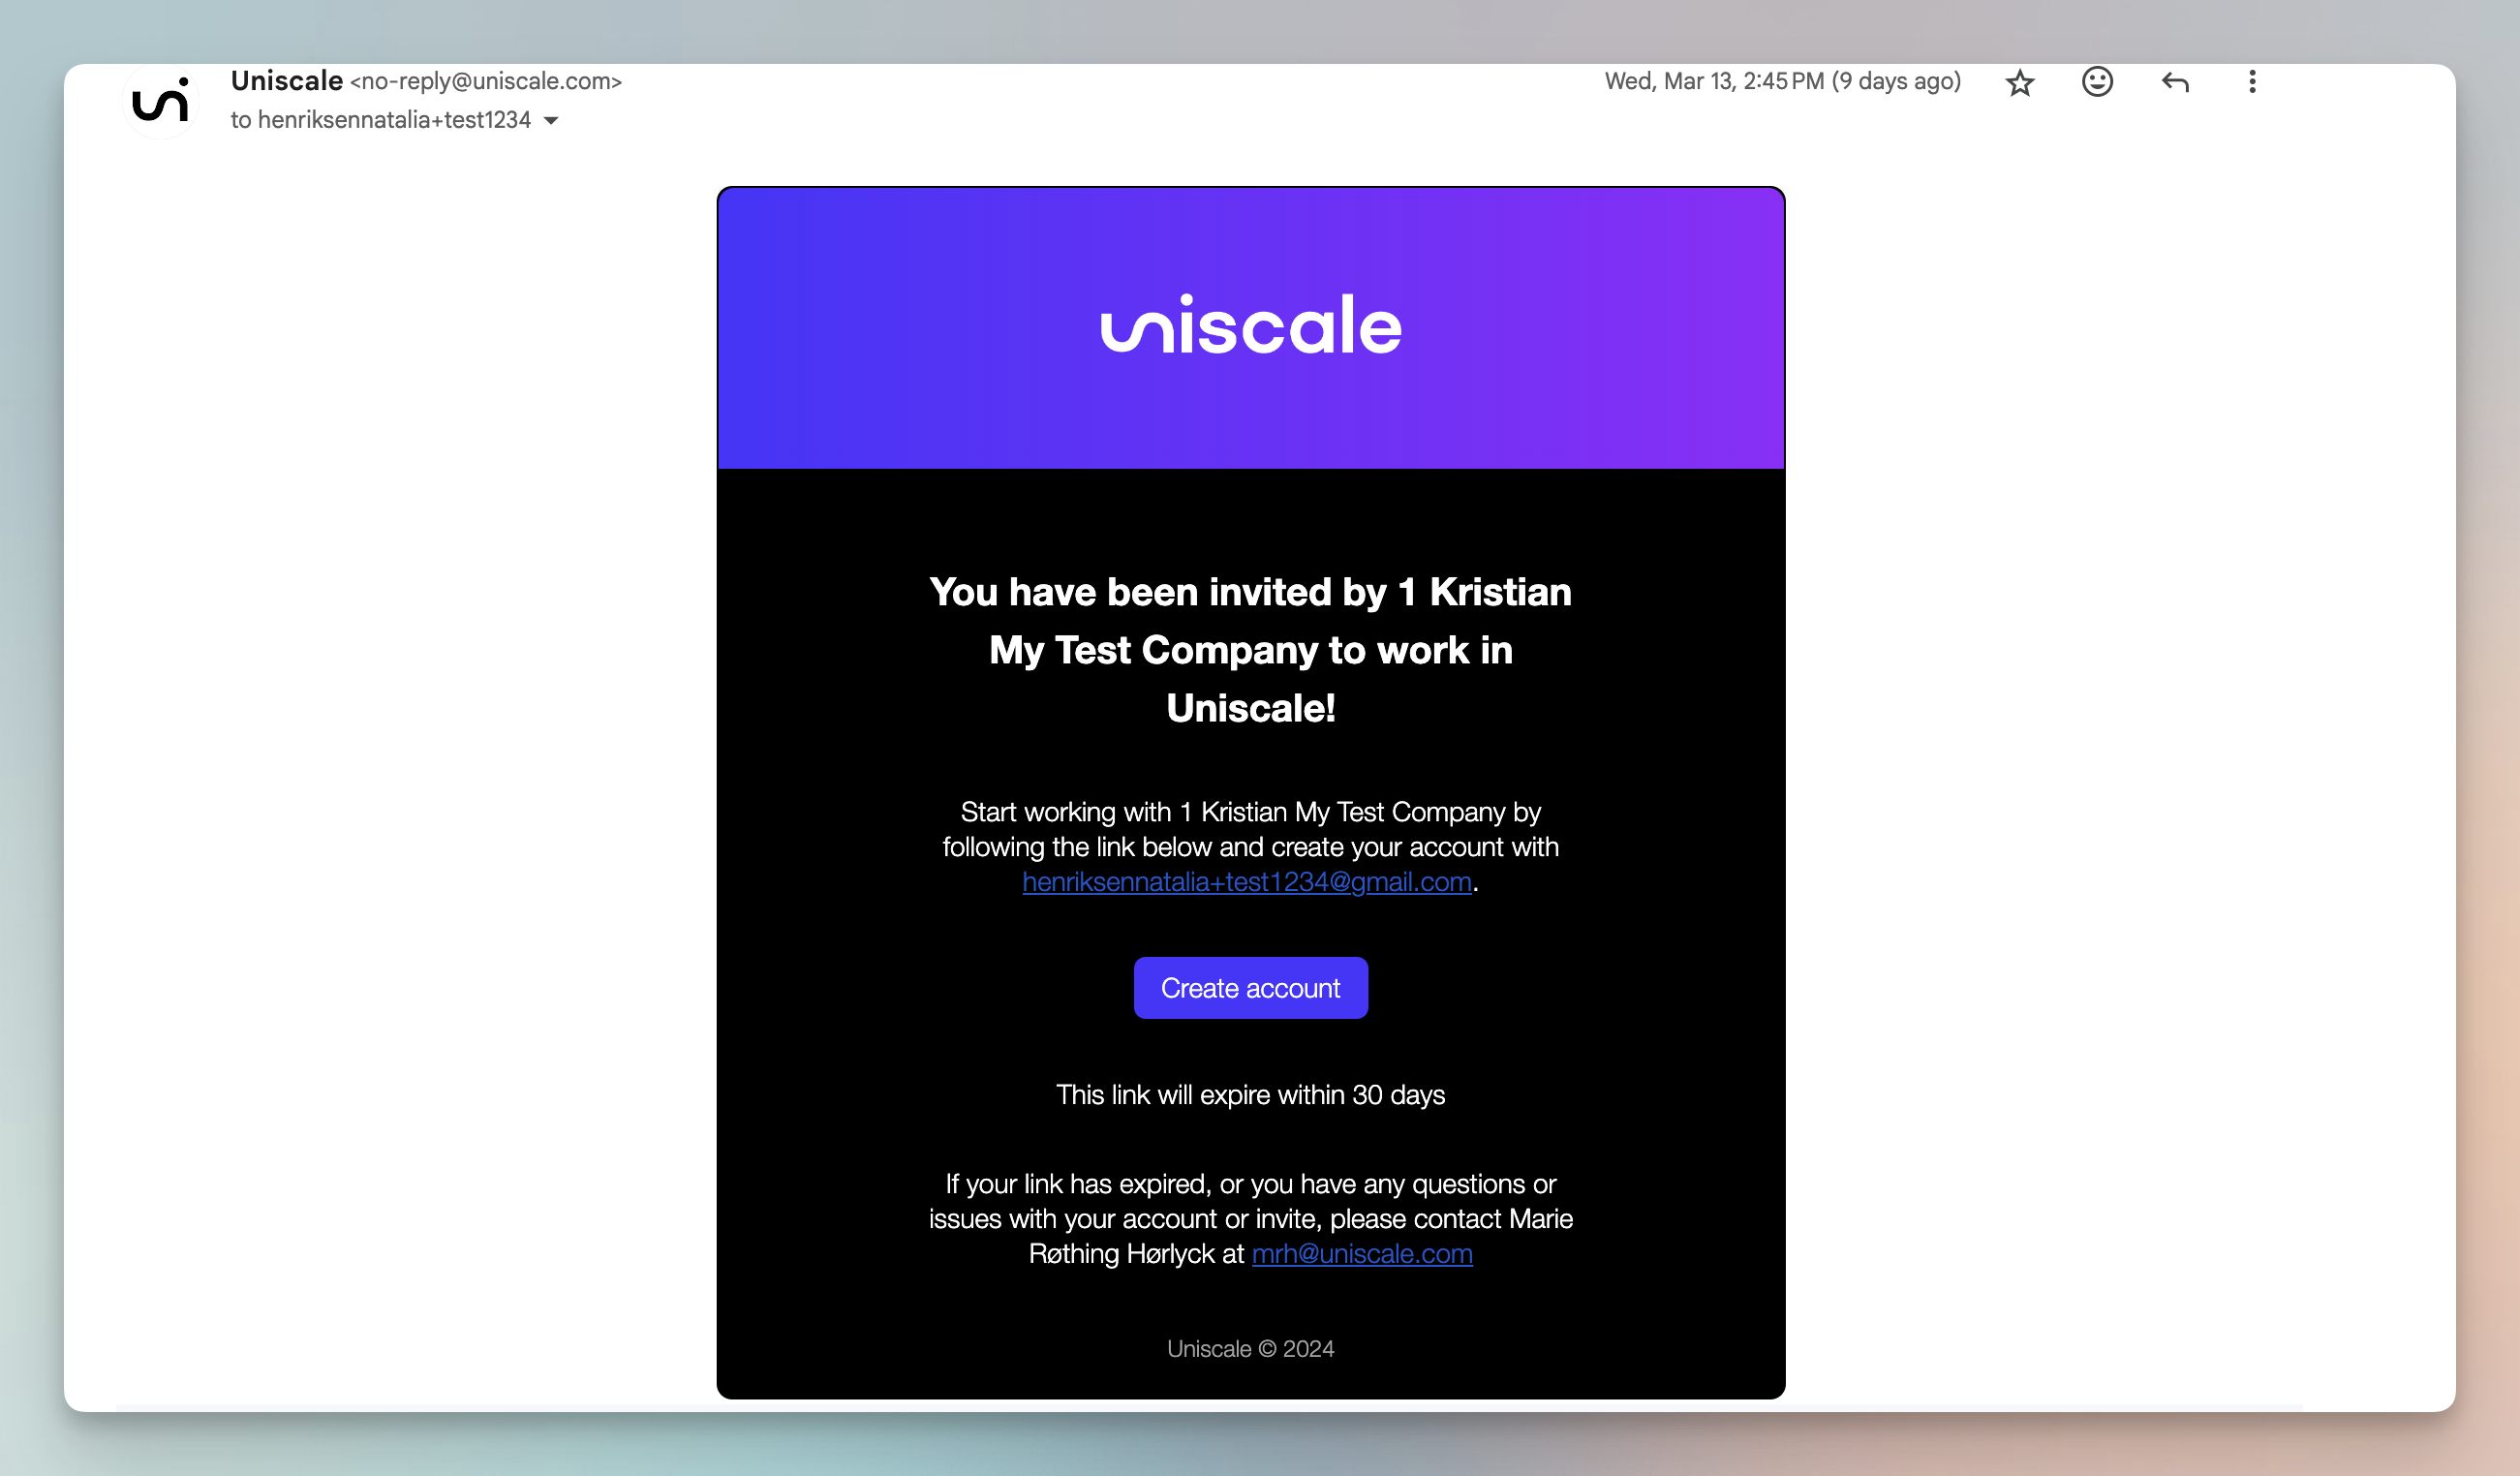 uni
Uniscale <no-reply@uniscale.com>
Wed, Mar 13, 2:45 PM (9 days ago)
to henriksennatalia+test1234
uniscale
You have been invited by 1 Kristian
My Test Company to work in
Uniscale!
Start working with 1 Kristian My Test Company by
following the link below and create your account with
henriksennatalia+test1234@gmail.com.
Create account
This link will expire within 30 days
If your link has expired, or you have any questions or
issues with your account or invite, please contact Marie
Røthing Hørlyck at mrh@uniscale.com
Uniscale © 2024